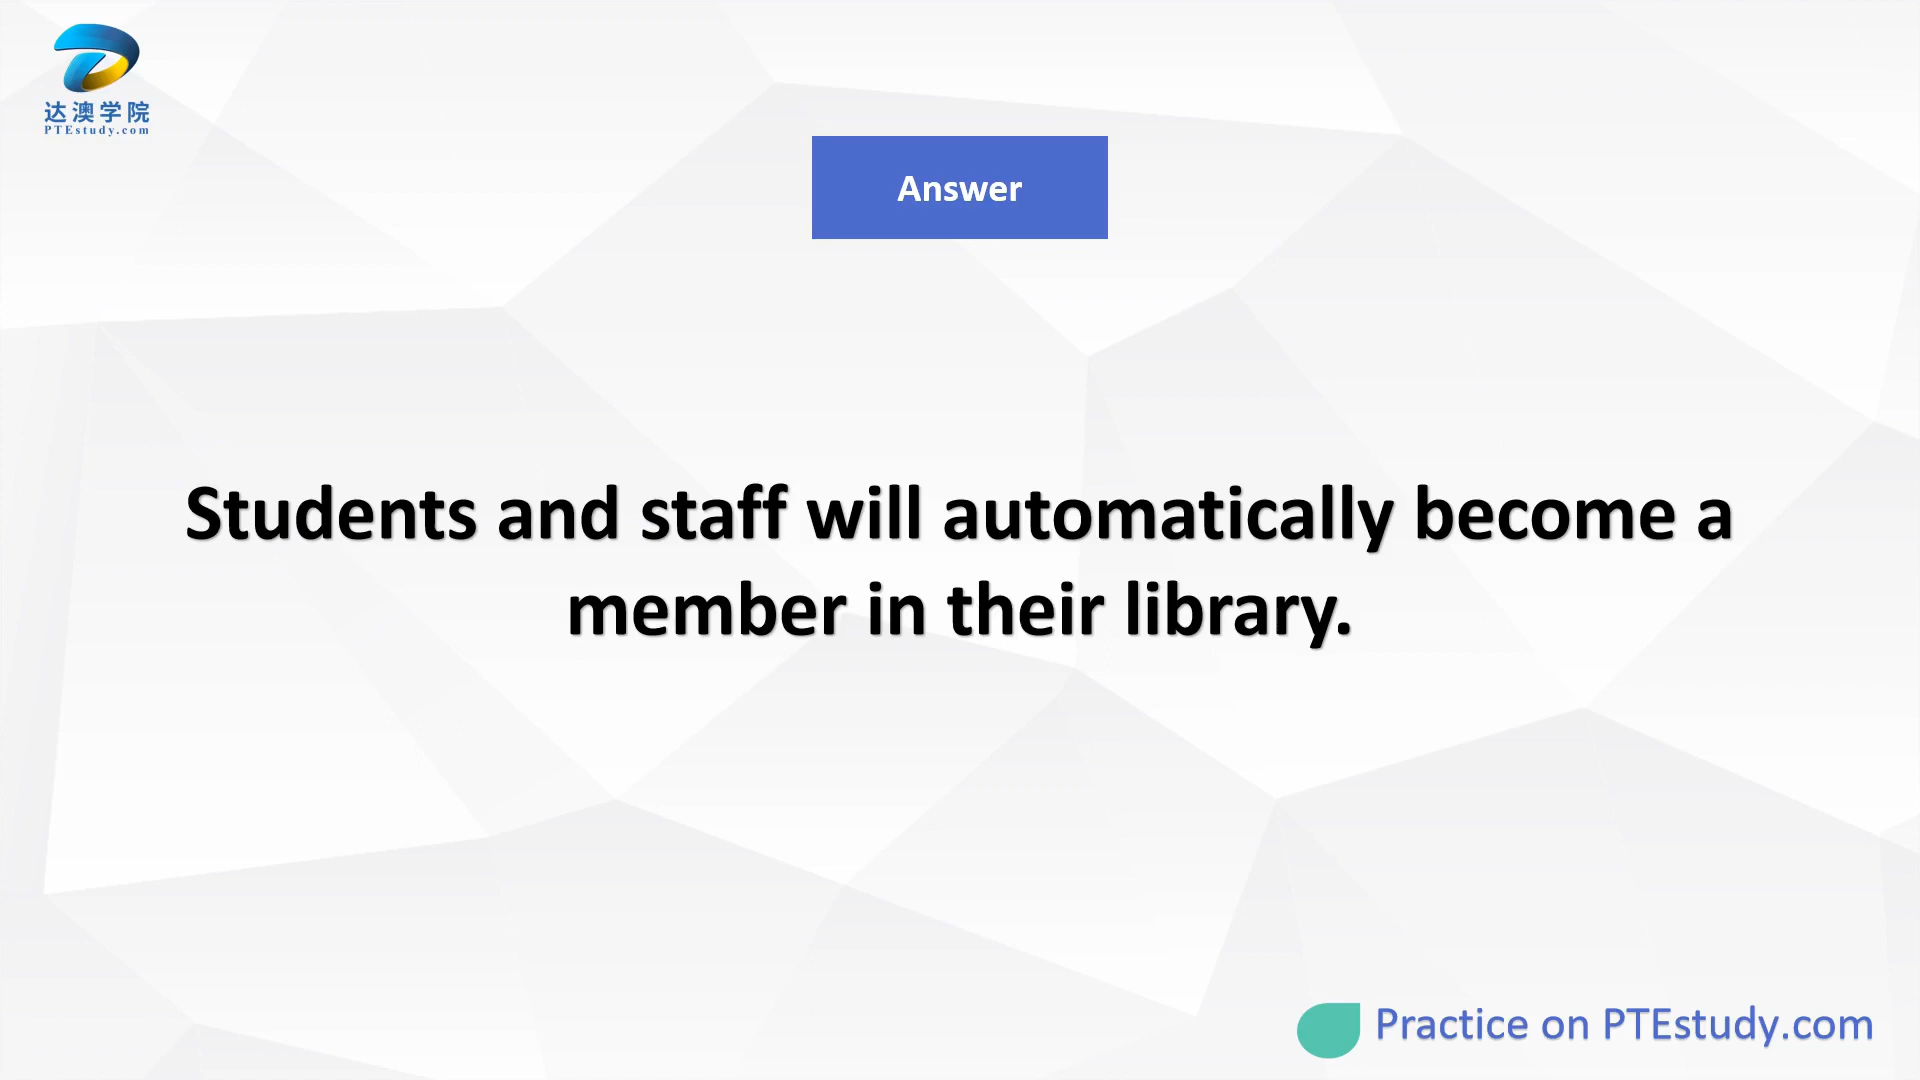 达澳学院
PTEstudy.com
Answer
Students and staff will automatically become a
member in their library.
Practice on PTEstudy.com